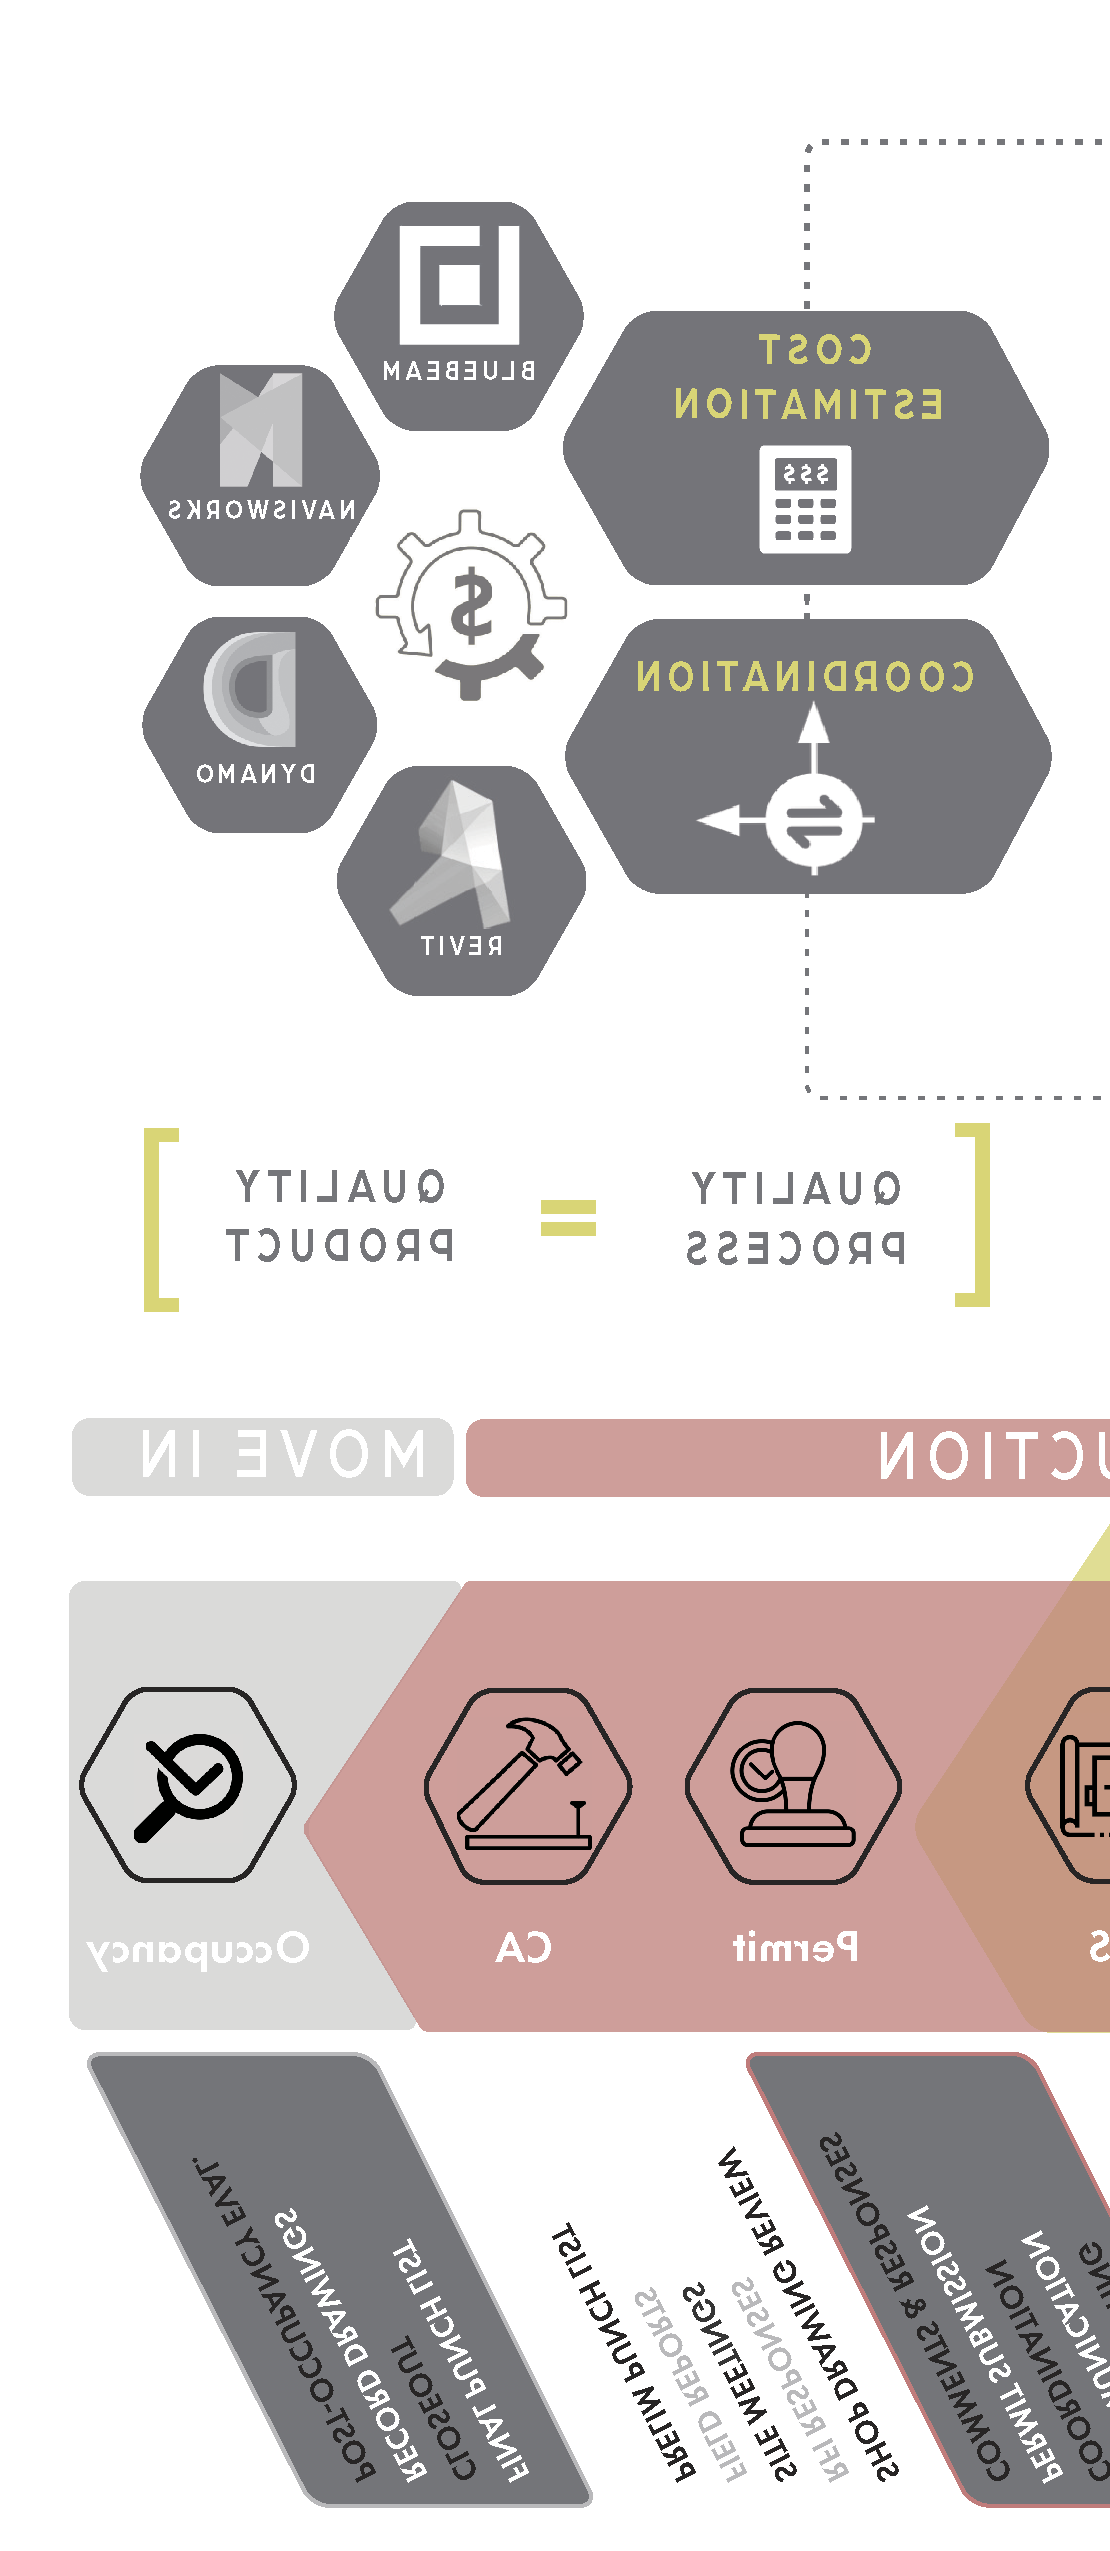 BLUEBEAM
COST
ESTIMATION
$$$
NAVISWORKS
$
COORDINATION
DYNAMO
REVIT
QUALITY
PROCESS
=
QUALITY
PRODUCT
UCTION
MOVE IN
S
Permit
CA
Occupancy
COORDINATION
PERMIT SUBMISSION
COMMENTS & RESPONSES
SHOP DRAWING REVIEW
RFI RESPONSES
SITE MEETINGS
FIELD REPORTS
PRELIM PUNCH LIST
FINAL PUNCH LIST
CLOSEOUT
RECORD DRAWINGS
POST-OCCUPANCY EVAL.